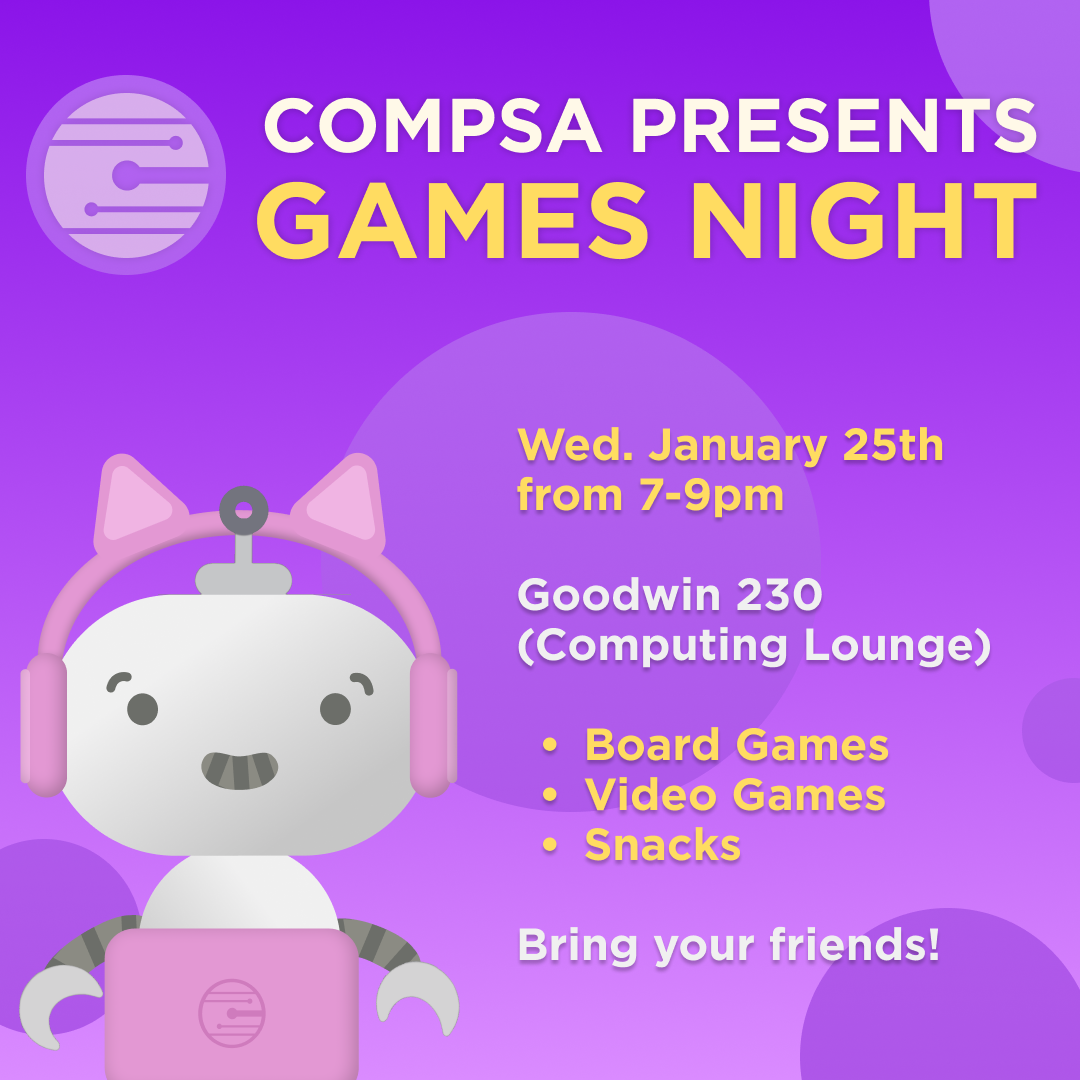 COMPSA PRESENTS
GAMES NIGHT
Wed. January 25th
from 7-9pm
Goodwin 230
(Computing Lounge)
• Board Games
• Video Games
• Snacks
Bring your friends!